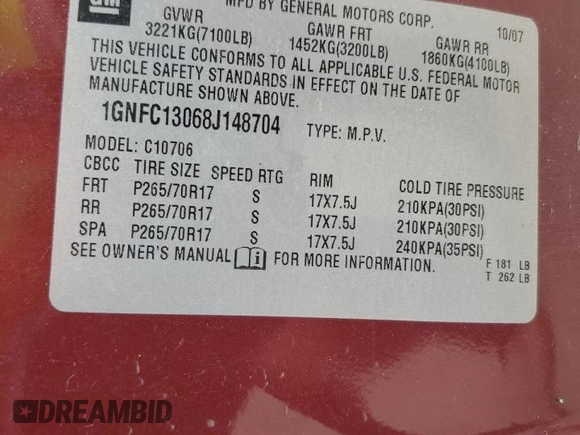 GM
MFD BY GENERAL MOTORS CORP. 10/07
GVWR GAWR FRT GAWR RR
3221KG(7100LB) 1452KG(3200LB) 1860KG(4100LB)
THIS VEHICLE CONFORMS TO ALL APPLICABLE U.S. FEDERAL MOTOR
VEHICLE SAFETY STANDARDS IN EFFECT ON THE DATE OF
MANUFACTURE SHOWN ABOVE.
1GNFC13068J148704 TYPE: M.P.V.
MODEL: C10706
CBCC TIRE SIZE SPEED RTG RIM COLD TIRE PRESSURE
FRT P265/70R17 S 17X7.5J 210KPA(30PSI)
RR P265/70R17 S 17X7.5J 210KPA(30PSI)
SPA P265/70R17 S 17X7.5J 240KPA(35PSI)
SEE OWNER'S MANUAL i FOR MORE INFORMATION.
F 181 LB
T 262 LB
DREAMBID